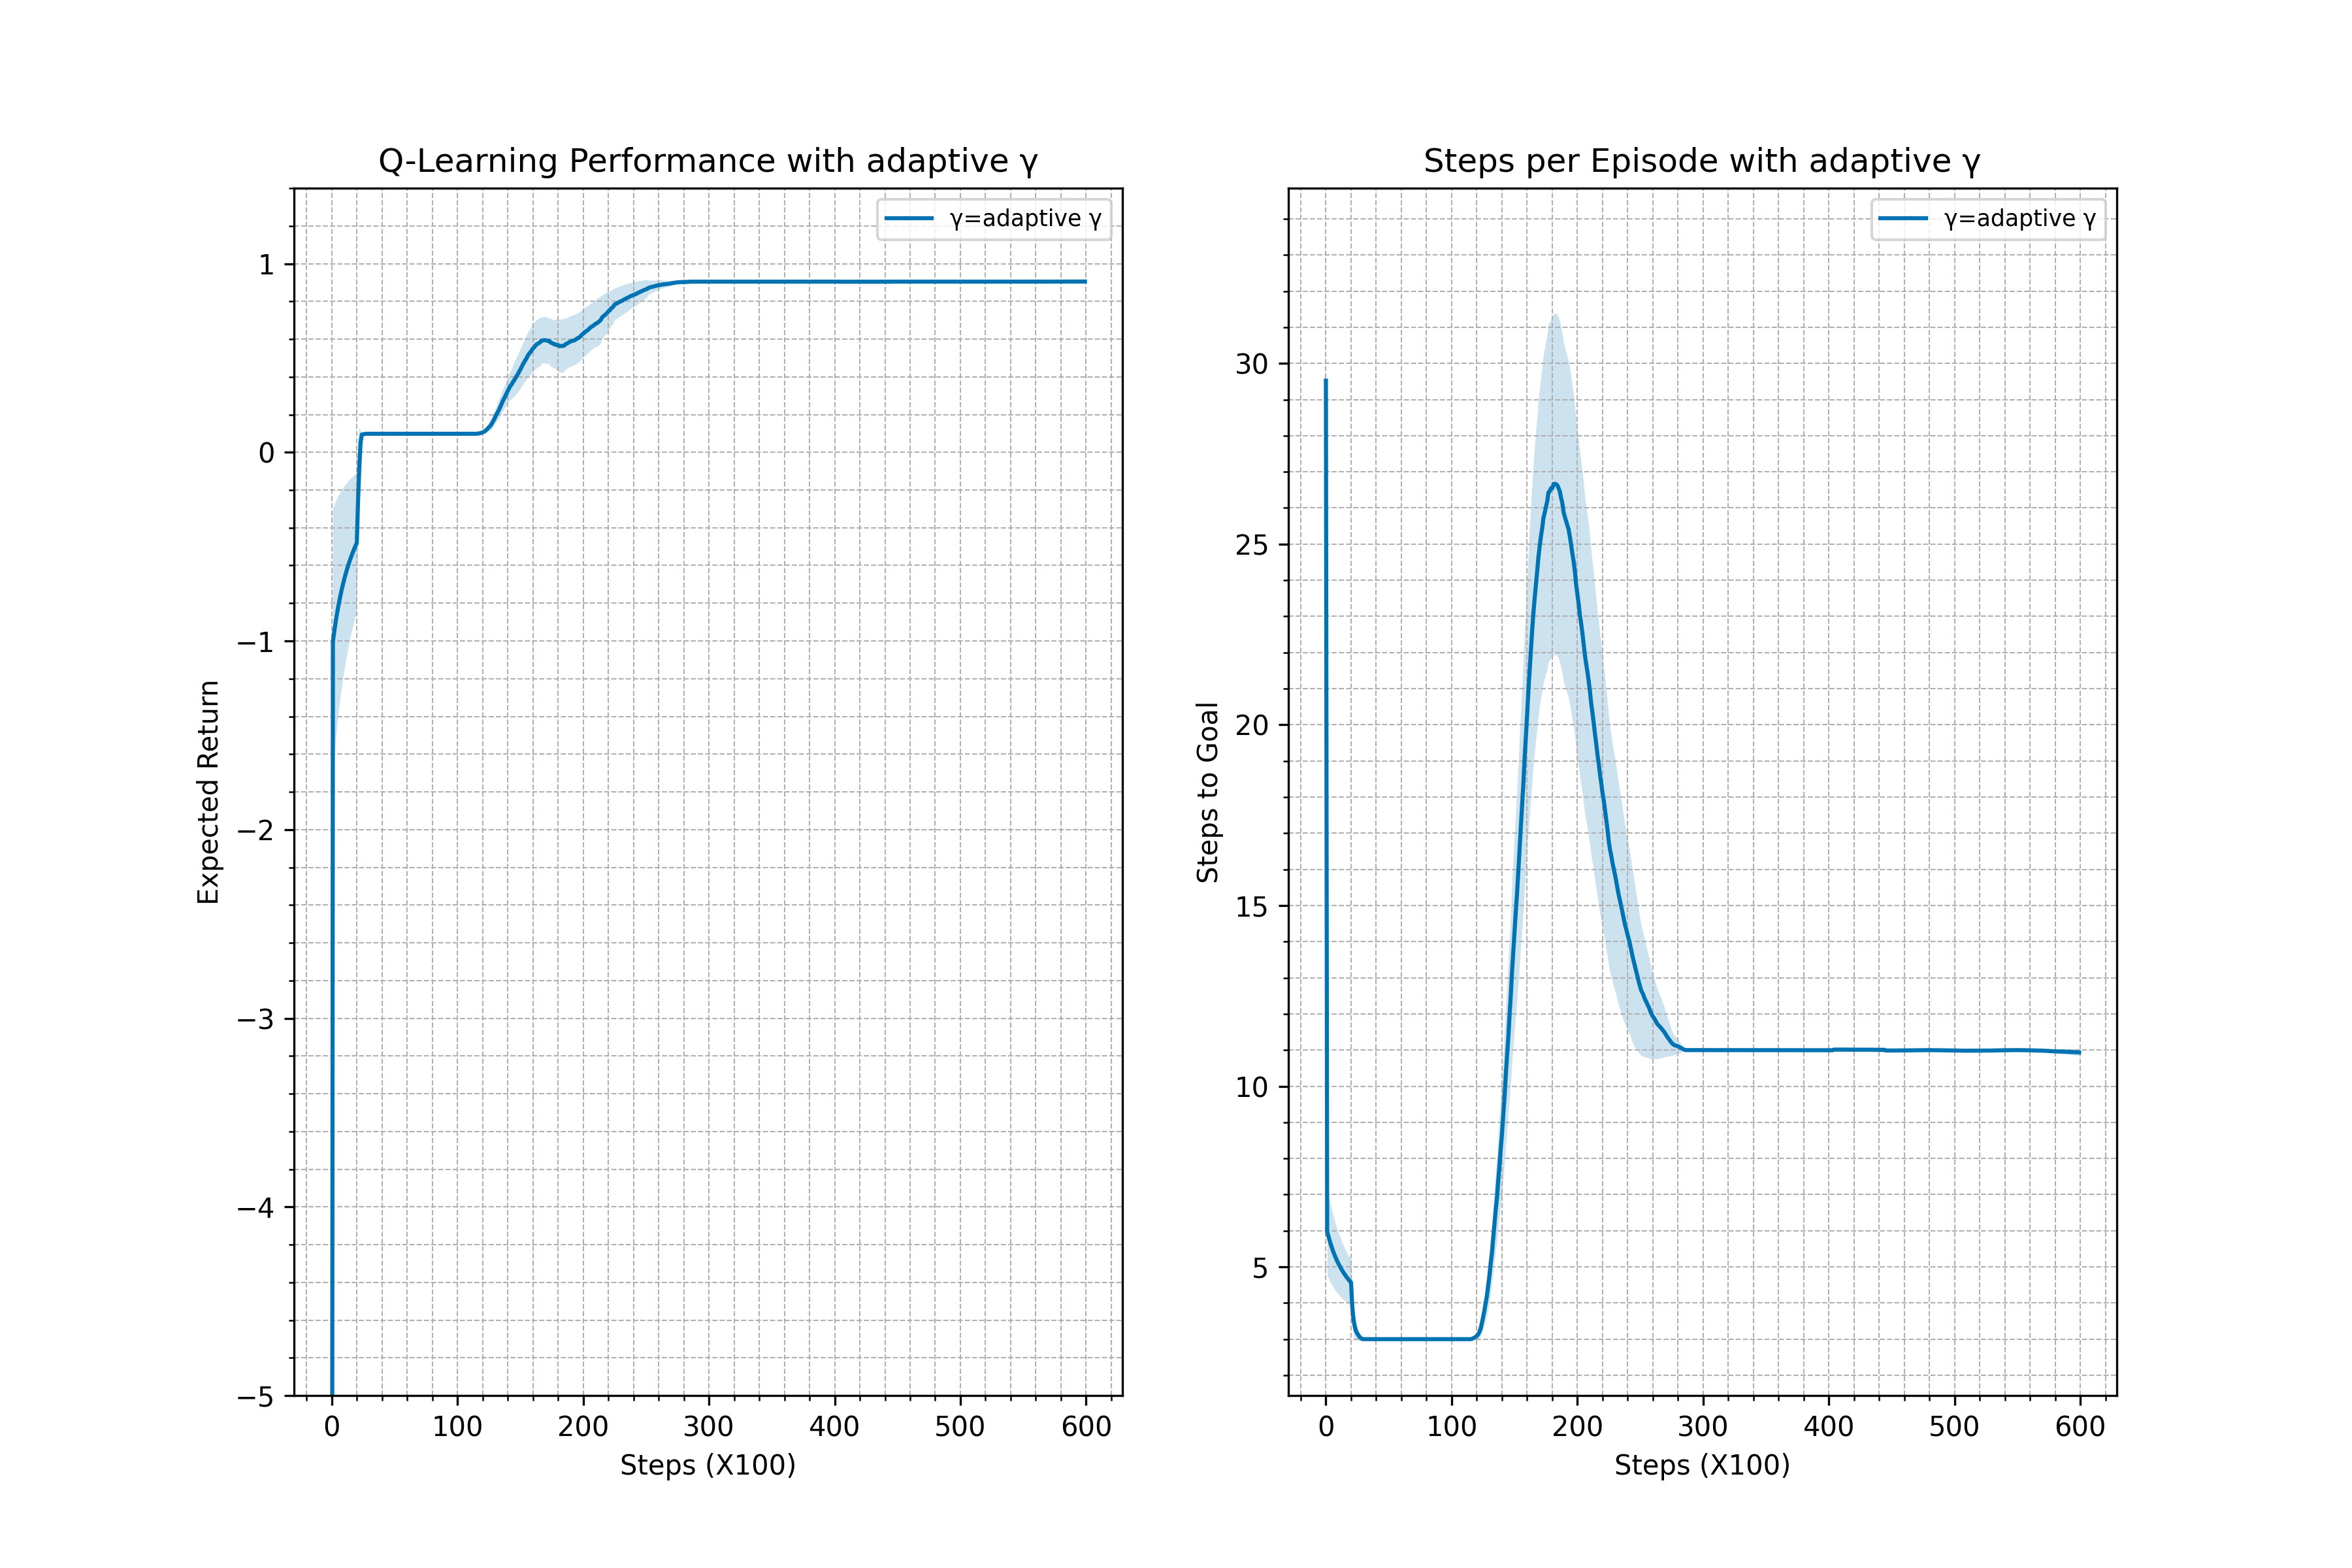 Q-Learning Performance with adaptive γ
γ=adaptive γ
1
0
−1
−2
−3
−4
−5
Expected Return
0 100 200 300 400 500 600
Steps (X100)
Steps per Episode with adaptive γ
γ=adaptive γ
30
25
20
15
10
5
Steps to Goal
0 100 200 300 400 500 600
Steps (X100)